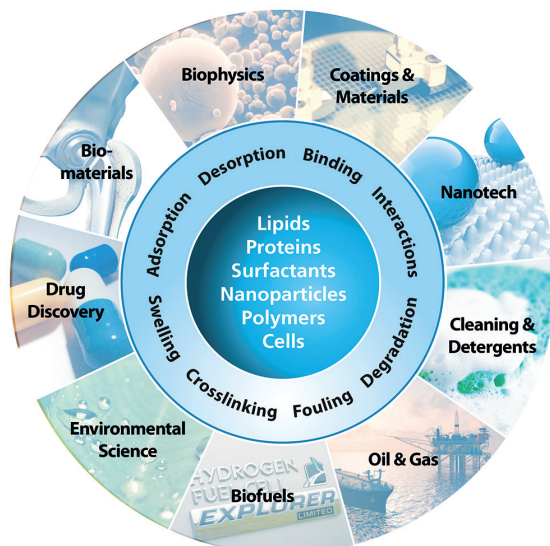 Biophysics
Coatings &
Materials
Bio-
materials
Nanotech
Drug
Discovery
Cleaning &
Detergents
Environmental
Science
Oil & Gas
Biofuels
HYDROGEN
FUEL CELL
EXPLORER
LIMITED
Adsorption
Desorption
Binding
Interactions
Degradation
Fouling
Crosslinking
Swelling
Lipids
Proteins
Surfactants
Nanoparticles
Polymers
Cells